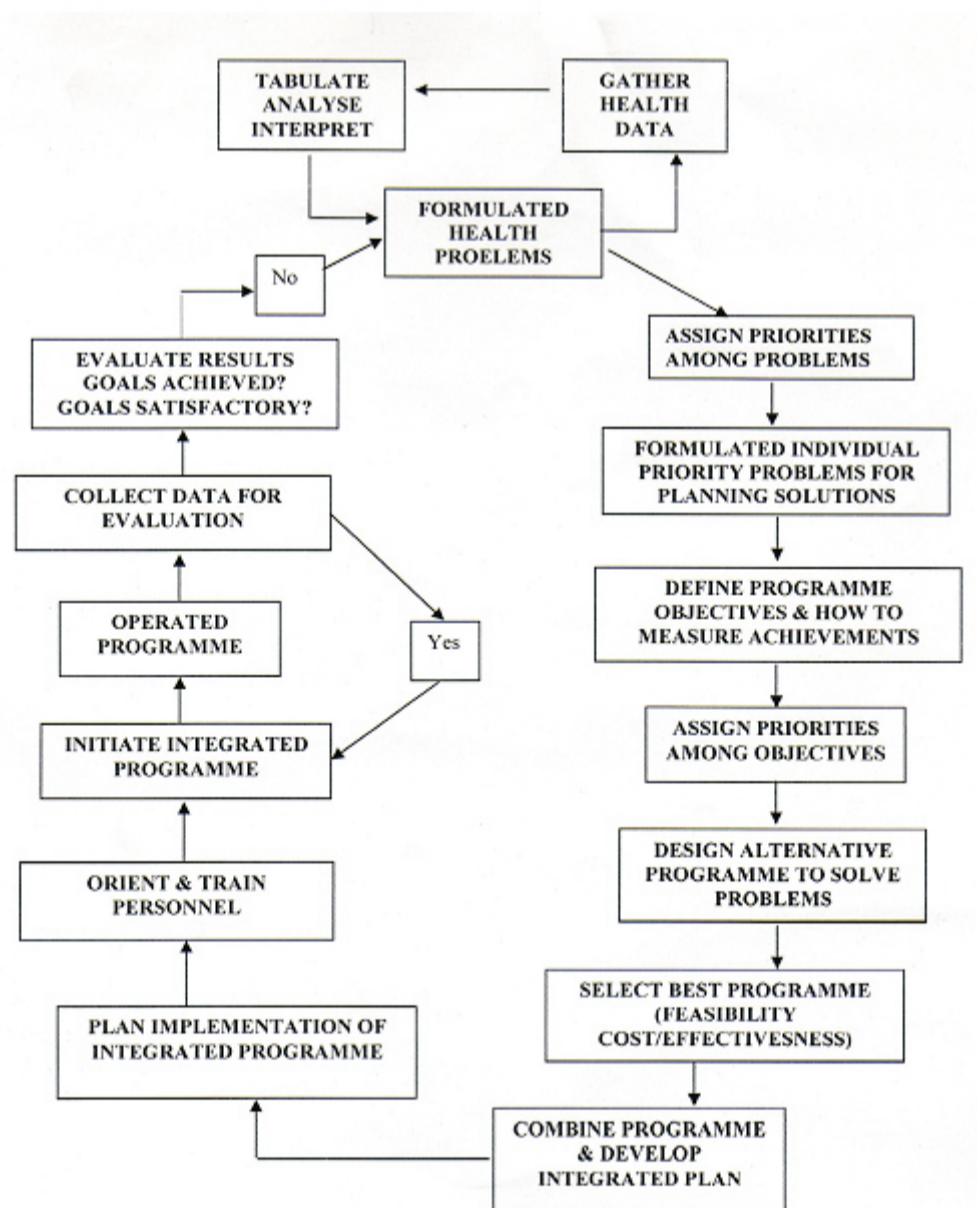 TABULATE
ANALYSE
INTERPRET
GATHER
HEALTH
DATA
FORMULATED
HEALTH
PROELEMS
No
ASSIGN PRIORITIES
AMONG PROBLEMS
EVALUATE RESULTS
GOALS ACHIEVED?
GOALS SATISFACTORY?
FORMULATED INDIVIDUAL
PRIORITY PROBLEMS FOR
PLANNING SOLUTIONS
COLLECT DATA FOR
EVALUATION
DEFINE PROGRAMME
OBJECTIVES & HOW TO
MEASURE ACHIEVEMENTS
OPERATED
PROGRAMME
Yes
ASSIGN PRIORITIES
AMONG OBJECTIVES
INITIATE INTEGRATED
PROGRAMME
DESIGN ALTERNATIVE
PROGRAMME TO SOLVE
PROBLEMS
ORIENT & TRAIN
PERSONNEL
SELECT BEST PROGRAMME
(FEASIBILITY
COST/EFFECTIVESNESS)
PLAN IMPLEMENTATION OF
INTEGRATED PROGRAMME
COMBINE PROGRAMME
& DEVELOP
INTEGRATED PLAN